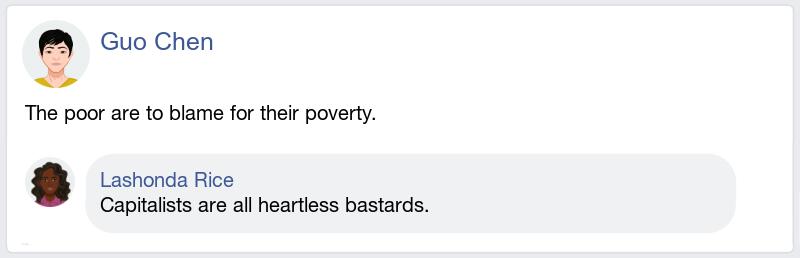 Guo Chen
The poor are to blame for their poverty.
Lashonda Rice
Capitalists are all heartless bastards.